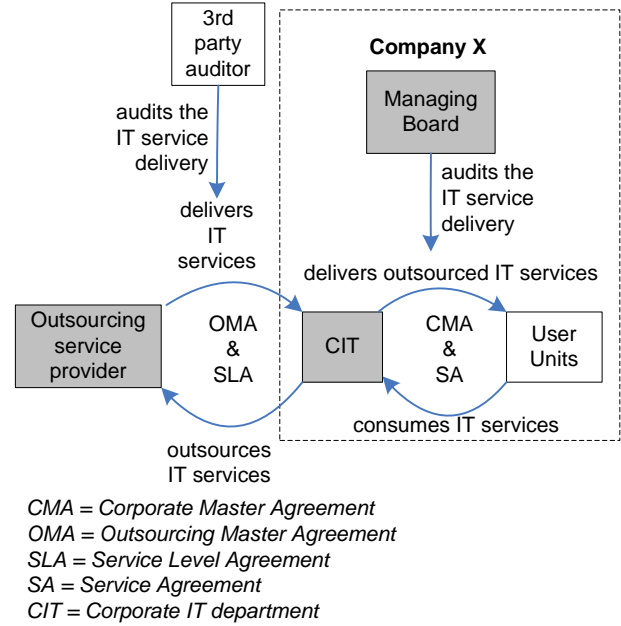 3rd
party
auditor
Company X
Managing
Board
audits the
IT service
delivery
audits the
IT service
delivery
delivers
IT
services
delivers outsourced IT services
Outsourcing
service
provider
OMA
&
SLA
CIT
CMA
&
SA
User
Units
consumes IT services
outsources
IT services
CMA = Corporate Master Agreement
OMA = Outsourcing Master Agreement
SLA = Service Level Agreement
SA = Service Agreement
CIT = Corporate IT department